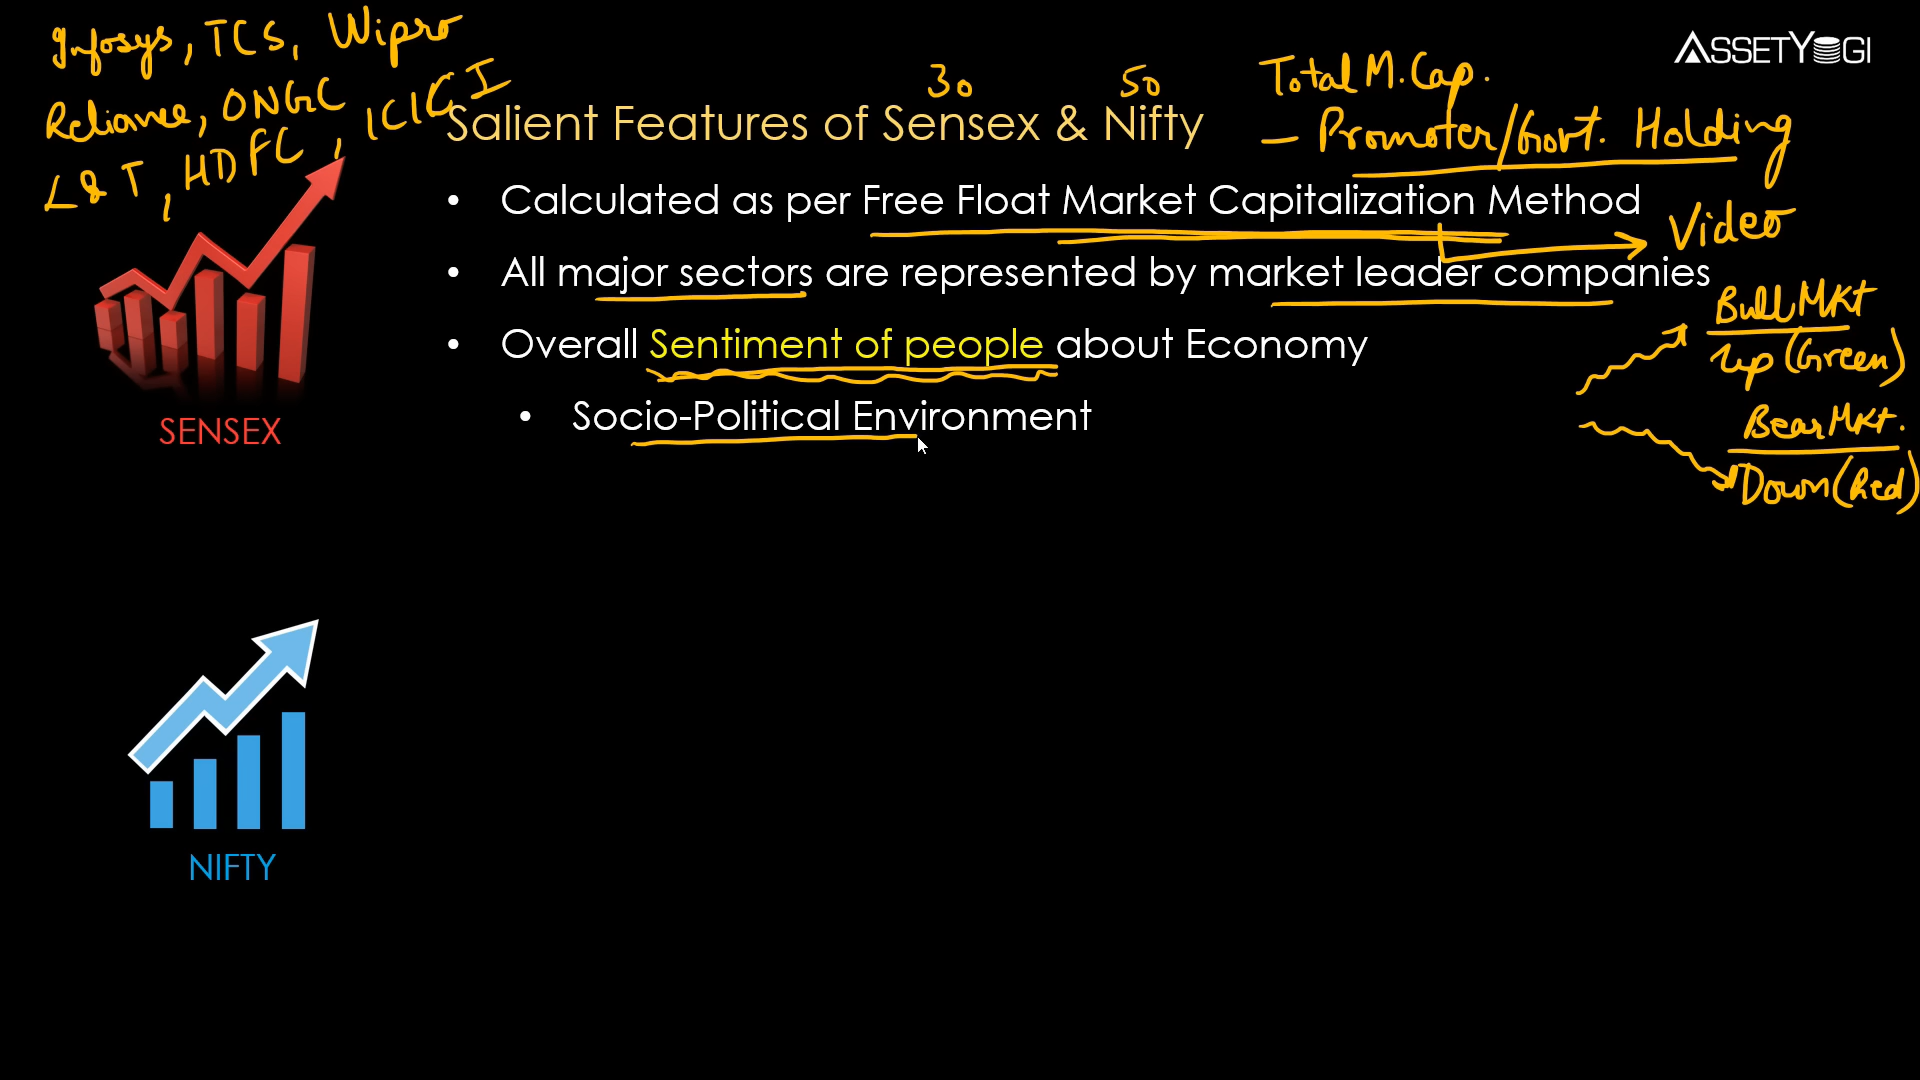 Infosys, TCS, Wipro
Reliance, ONGC, ICICI
L&T, HDFC
ASSETYOGI
30 50
Salient Features of Sensex & Nifty
Total M. Cap.
- Promoter/Govt. Holding
• Calculated as per Free Float Market Capitalization Method
Video
• All major sectors are represented by market leader companies
• Overall Sentiment of people about Economy
• Socio-Political Environment
Bull MKt
Up (Green)
Bear MKt.
Down (Red)
SENSEX
NIFTY